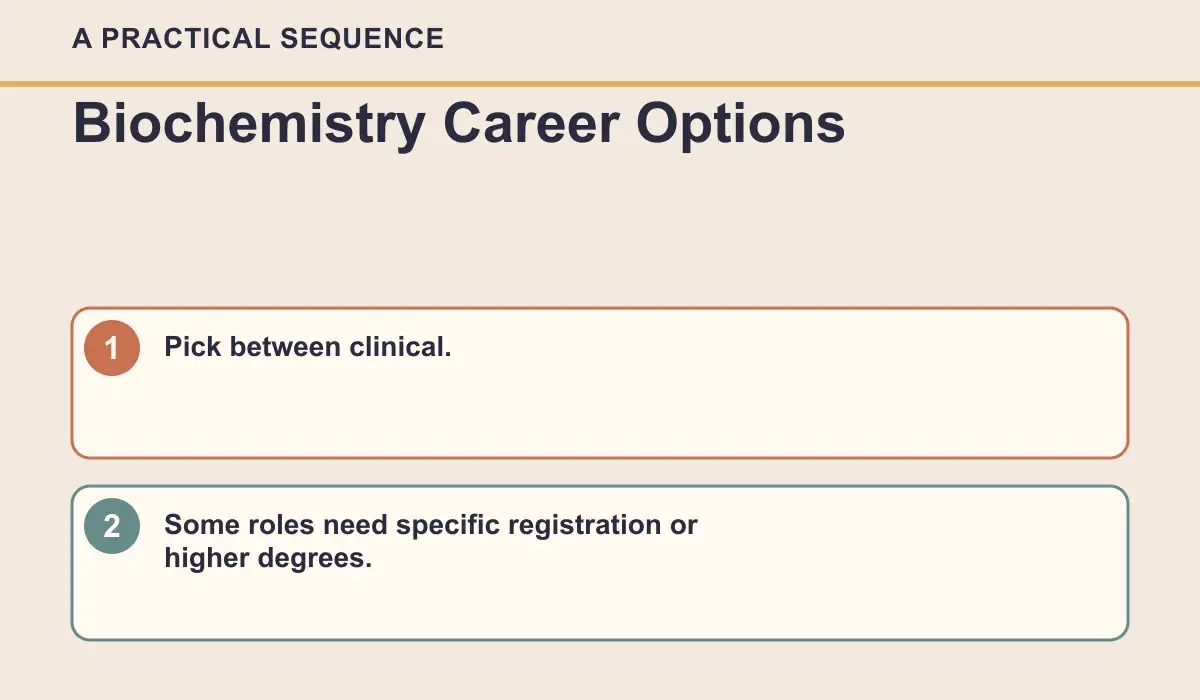 A PRACTICAL SEQUENCE
Biochemistry Career Options
1
Pick between clinical.
2
Some roles need specific registration or
higher degrees.